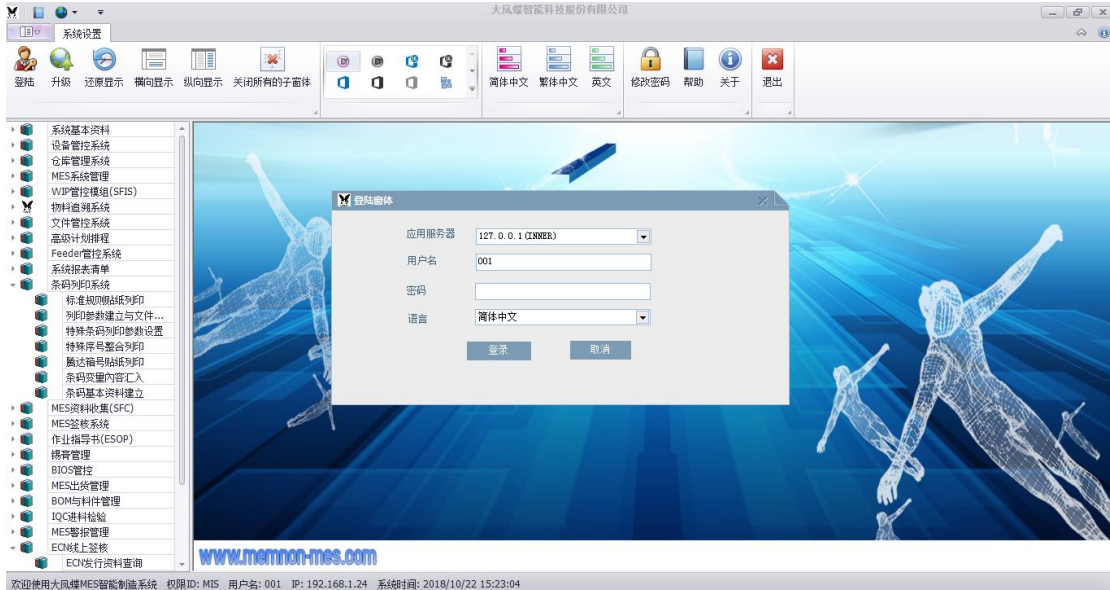 大凤蝶智能科技股份有限公司
系统设置
登陆
升级
还原显示
横向显示
纵向显示
关闭所有的子窗体
简体中文
繁体中文
英文
修改密码
帮助
关于
退出
系统基本资料
设备管控系统
仓库管理系统
MES系统管理
WIP管控模组(SFIS)
物料追溯系统
文件管控系统
高级计划排程
Feeder管控系统
系统报表清单
条码列印系统
标准规则贴纸列印
列印参数建立与文件...
特殊条码列印参数设置
特殊序号整合列印
腾达箱号贴纸列印
条码变量内容汇入
条码基本资料建立
MES资料收集(SFC)
MES签核系统
作业指导书(ESOP)
锡膏管理
BIOS管控
MES出货管理
BOM与料件管理
IQC进料检验
MES警报管理
ECN线上签核
ECN发行资料查询
登陆窗体
应用服务器
127.0.0.1(INNER)
用户名
001
密码
语言
简体中文
登录
取消
www.memnon-mes.com
欢迎使用大凤蝶MES智能制造系统 权限ID: MIS 用户名: 001 IP: 192.168.1.24 系统时间: 2018/10/22 15:23:04